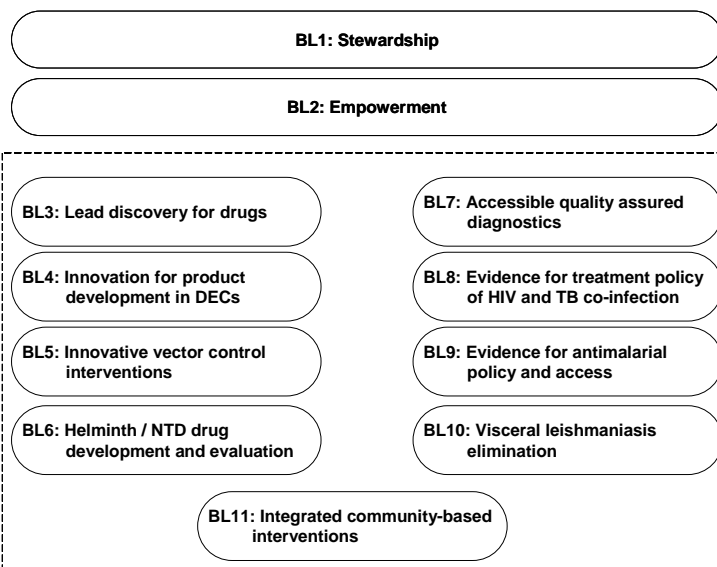 BL1: Stewardship
BL2: Empowerment
BL3: Lead discovery for drugs
BL4: Innovation for product
development in DECs
BL5: Innovative vector control
interventions
BL6: Helminth / NTD drug
development and evaluation
BL7: Accessible quality assured
diagnostics
BL8: Evidence for treatment policy
of HIV and TB co-infection
BL9: Evidence for antimalarial
policy and access
BL10: Visceral leishmaniasis
elimination
BL11: Integrated community-based
interventions